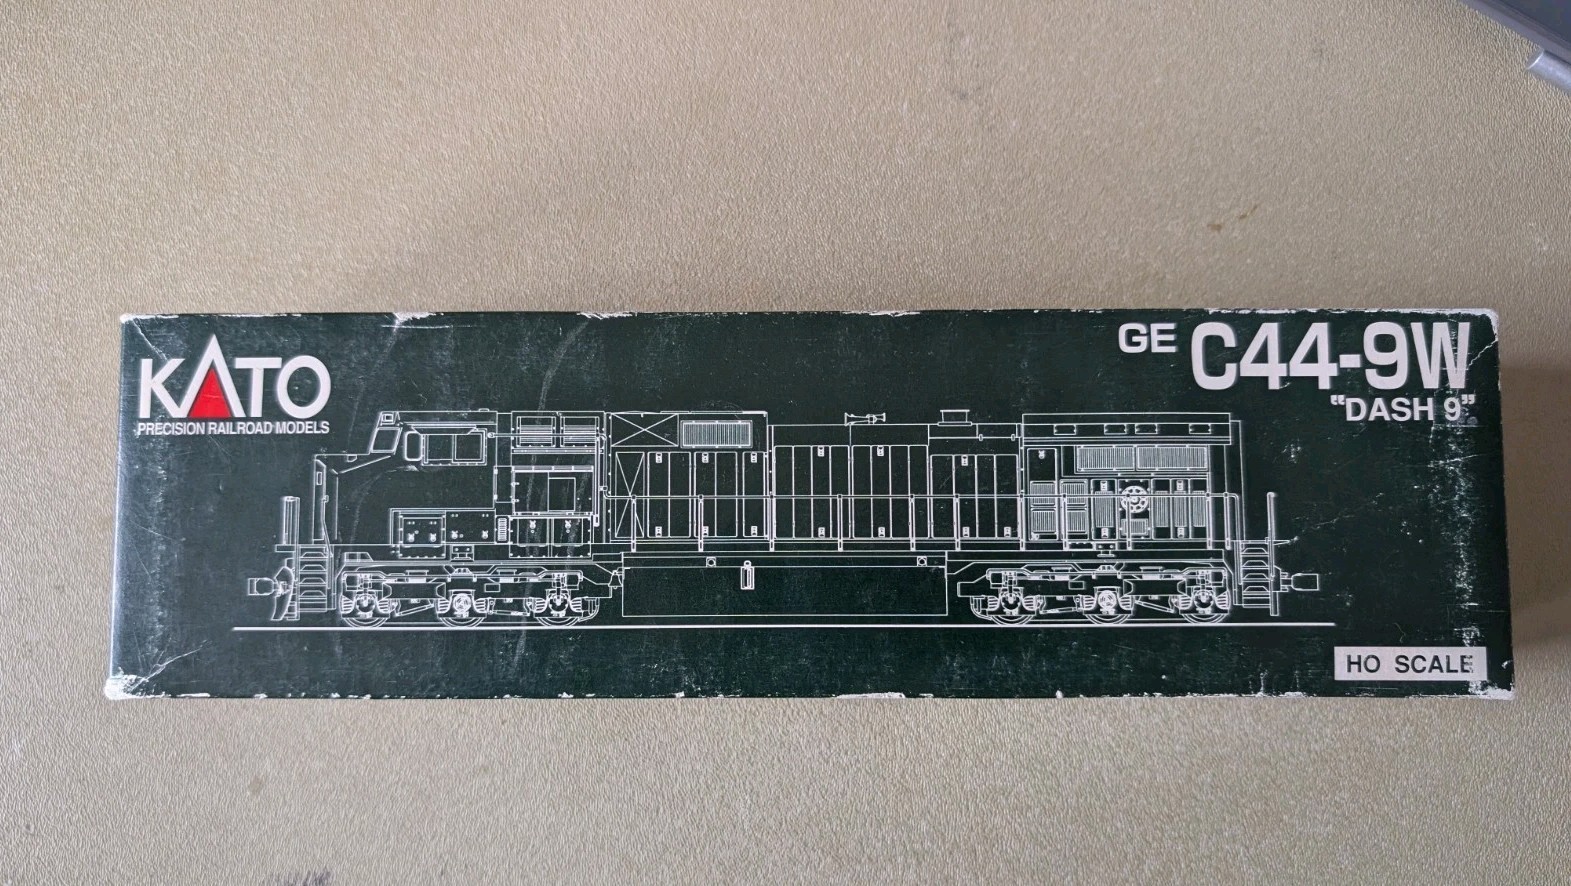 KATO
PRECISION RAILROAD MODELS
GE C44-9W
"DASH 9"
HO SCALE